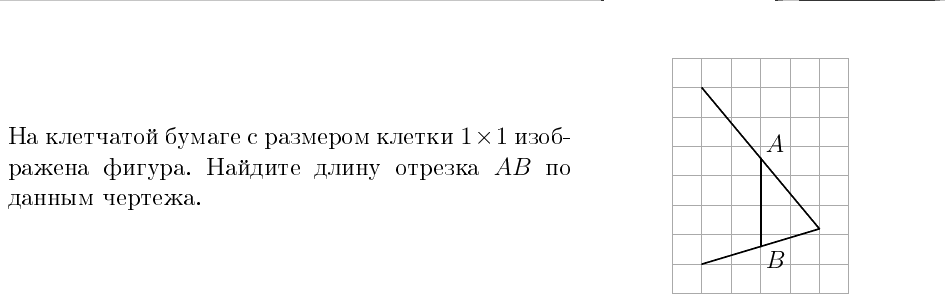 На клетчатой бумаге с размером клетки 1×1 изоб-
ражена фигура. Найдите длину отрезка AB по
данным чертежа.
A
B